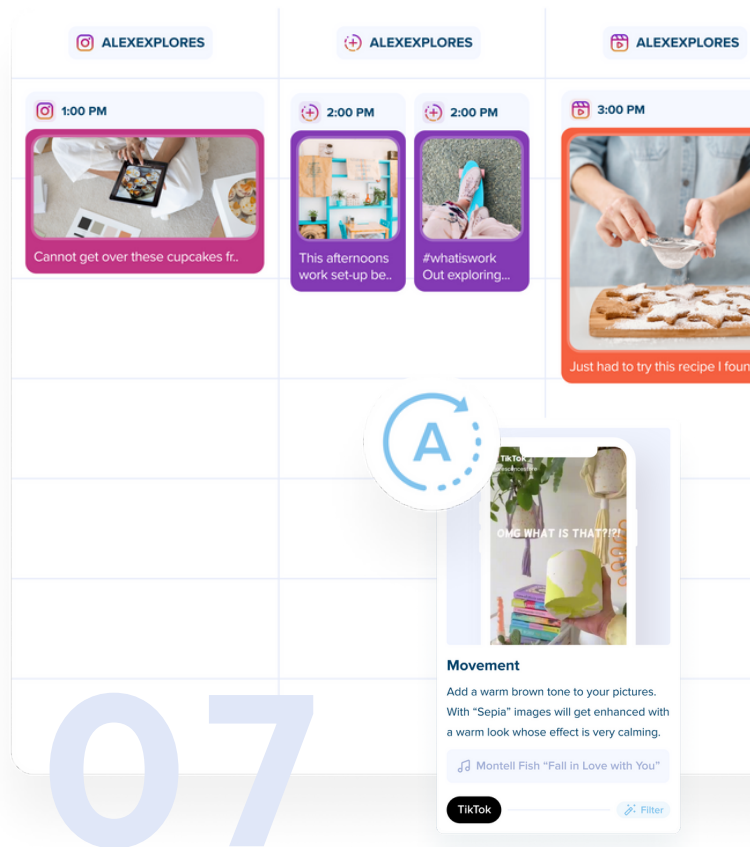 ALEXEXPLORES
ALEXEXPLORES
ALEXEXPLORES
1:00 PM
Cannot get over these cupcakes fr..
2:00 PM
This afternoons
work set-up be..
2:00 PM
#whatiswork
Out exploring...
3:00 PM
Just had to try this recipe I foun
A
TikTok
OMG WHAT IS THAT?!?!
Movement
Add a warm brown tone to your pictures.
With “Sepia” images will get enhanced with
a warm look whose effect is very calming.
Montell Fish “Fall in Love with You”
TikTok
Filter
07